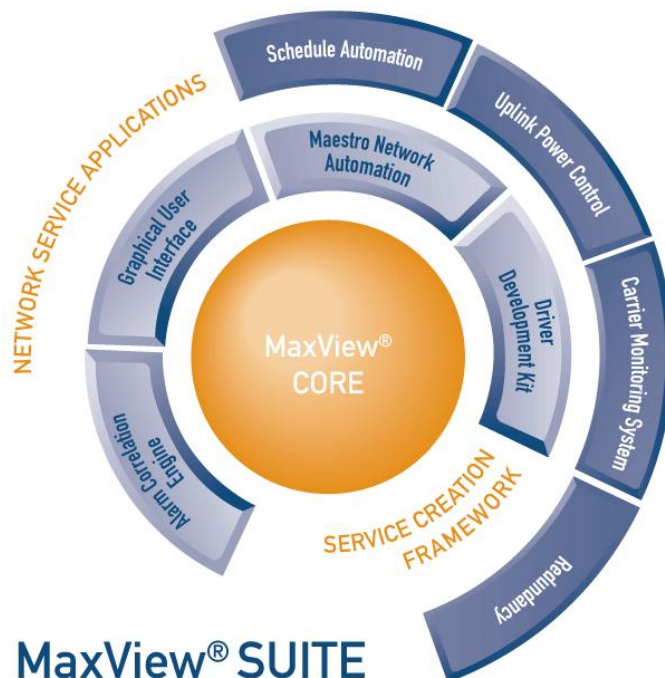 Schedule Automation
Uplink Power Control
Carrier Monitoring System
Redundancy
NETWORK SERVICE APPLICATIONS
Maestro Network
Automation
Graphical User
Interface
Driver
Development Kit
Alarm Correlation
Engine
MaxView®
CORE
SERVICE CREATION
FRAMEWORK
MaxView® SUITE